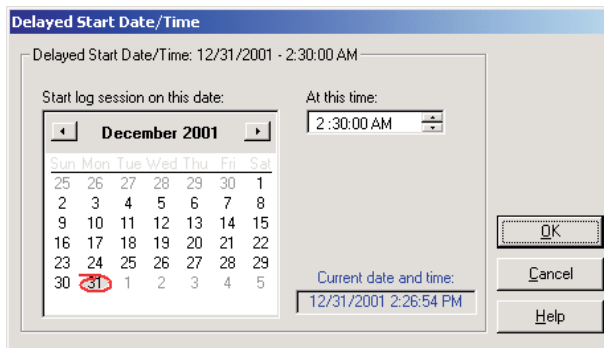 Delayed Start Date/Time
Delayed Start Date/Time: 12/31/2001 - 2:30:00 AM
Start log session on this date:
At this time:
2:30:00 AM
December 2001
Sun Mon Tue Wed Thu Fri Sat
25 26 27 28 29 30 1
2 3 4 5 6 7 8
9 10 11 12 13 14 15
16 17 18 19 20 21 22
23 24 25 26 27 28 29
30 31 1 2 3 4 5
Current date and time:
12/31/2001 2:26:54 PM
OK
Cancel
Help